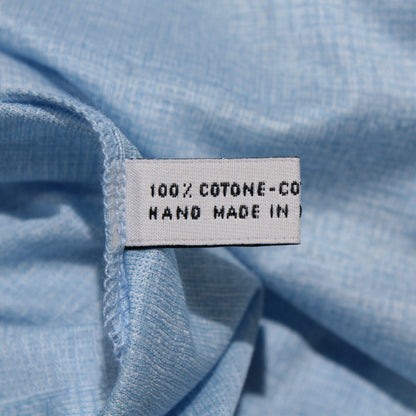 100% COTONE-CO
HAND MADE IN